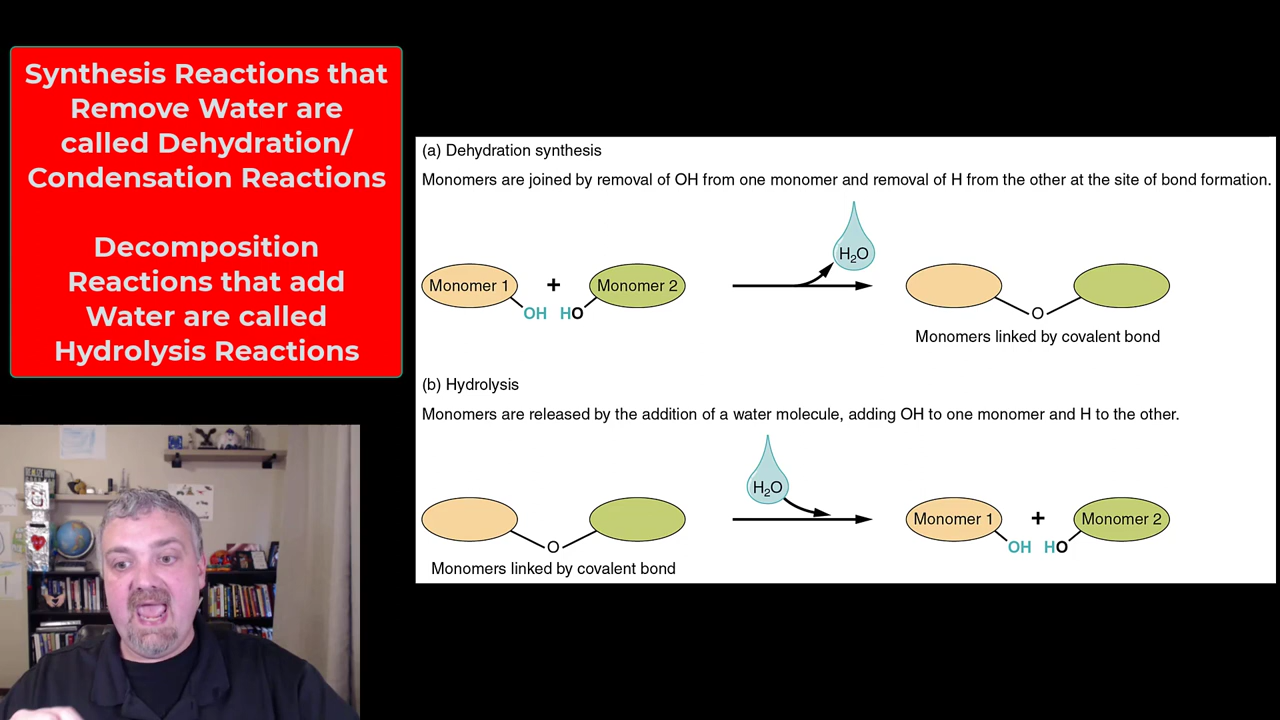 Synthesis Reactions that
Remove Water are
called Dehydration/
Condensation Reactions
Decomposition
Reactions that add
Water are called
Hydrolysis Reactions
(a) Dehydration synthesis
Monomers are joined by removal of OH from one monomer and removal of H from the other at the site of bond formation.
H₂O
Monomer 1 + Monomer 2
OH HO
O
Monomers linked by covalent bond
(b) Hydrolysis
Monomers are released by the addition of a water molecule, adding OH to one monomer and H to the other.
H₂O
Monomer 1 + Monomer 2
O
OH HO
Monomers linked by covalent bond